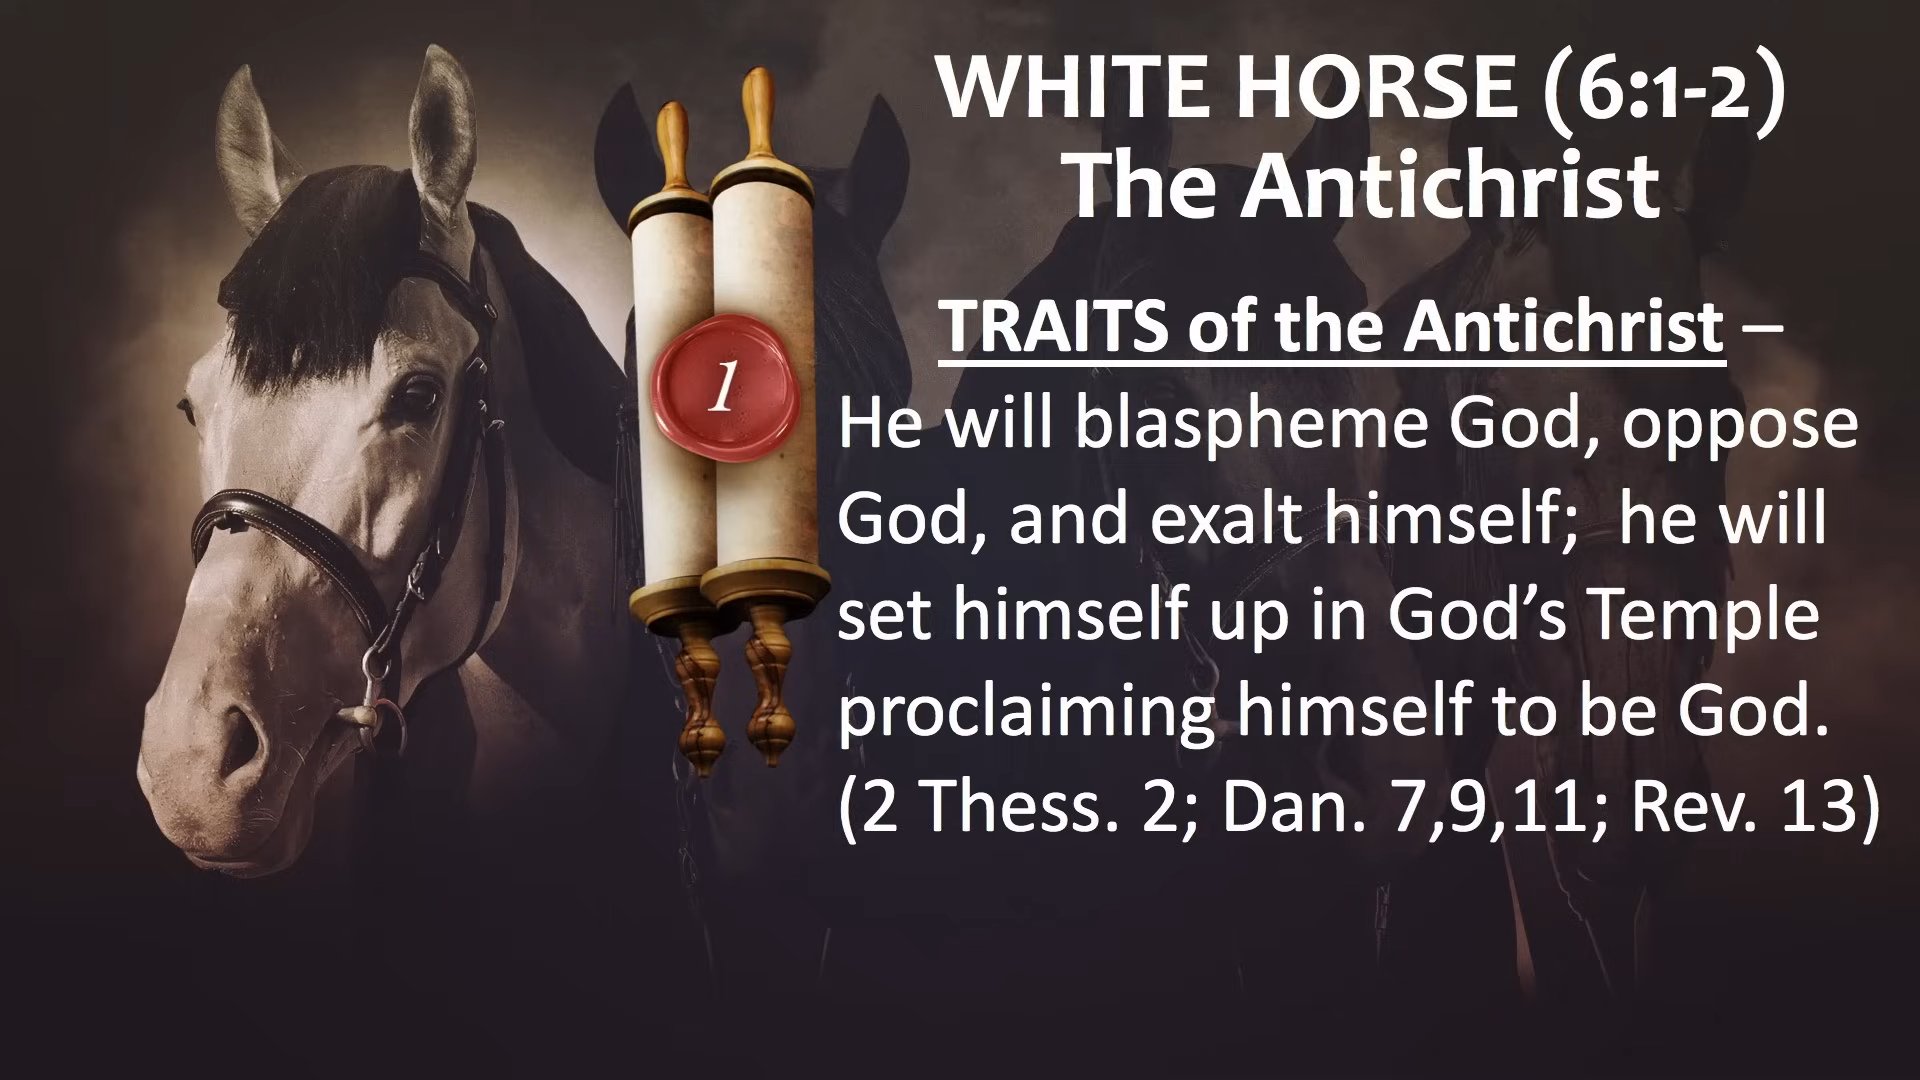 WHITE HORSE (6:1-2)
The Antichrist
TRAITS of the Antichrist –
He will blaspheme God, oppose
God, and exalt himself;  he will
set himself up in God’s Temple
proclaiming himself to be God.
(2 Thess. 2; Dan. 7,9,11; Rev. 13)
1